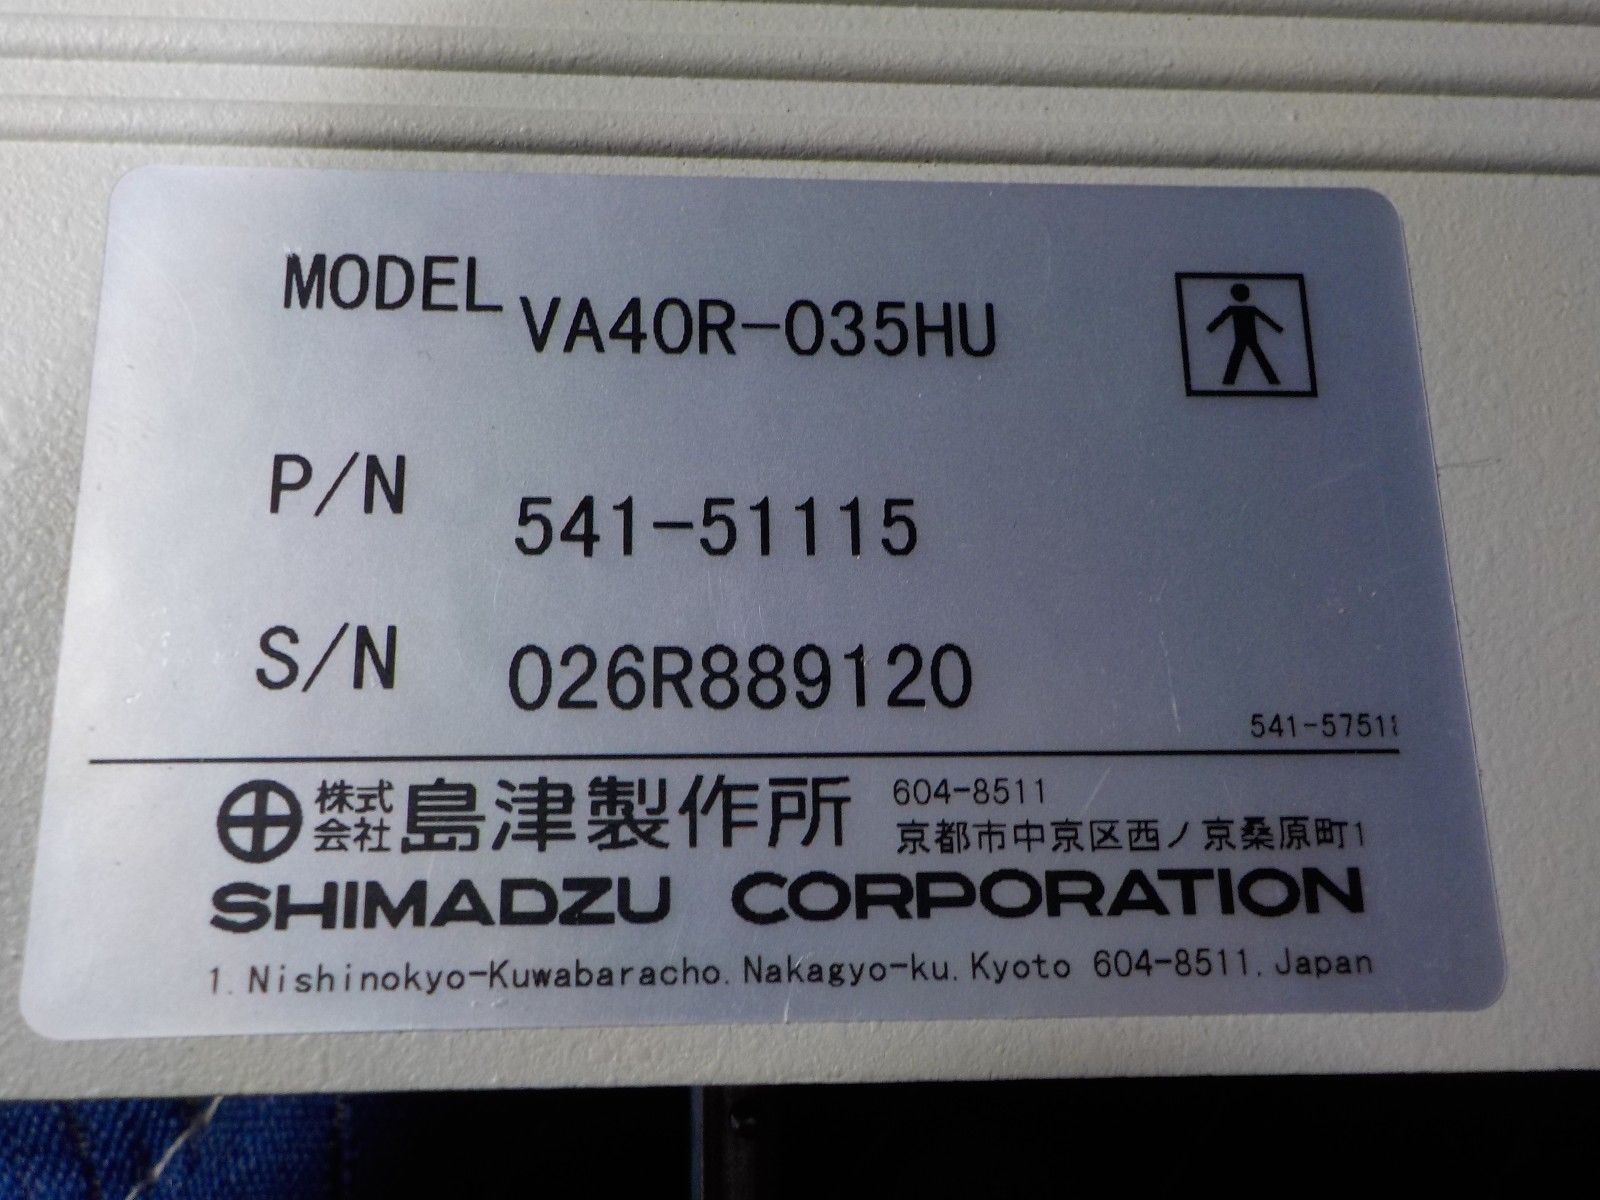 MODEL VA40R-035HU
P/N 541-51115
S/N 026R889120
株式会社 島津製作所 604-8511
京都市中京区西ノ京桑原町1
SHIMADZU CORPORATION
1. Nishinokyo-Kuwabaracho. Nakagyo-ku. Kyoto 604-8511. Japan